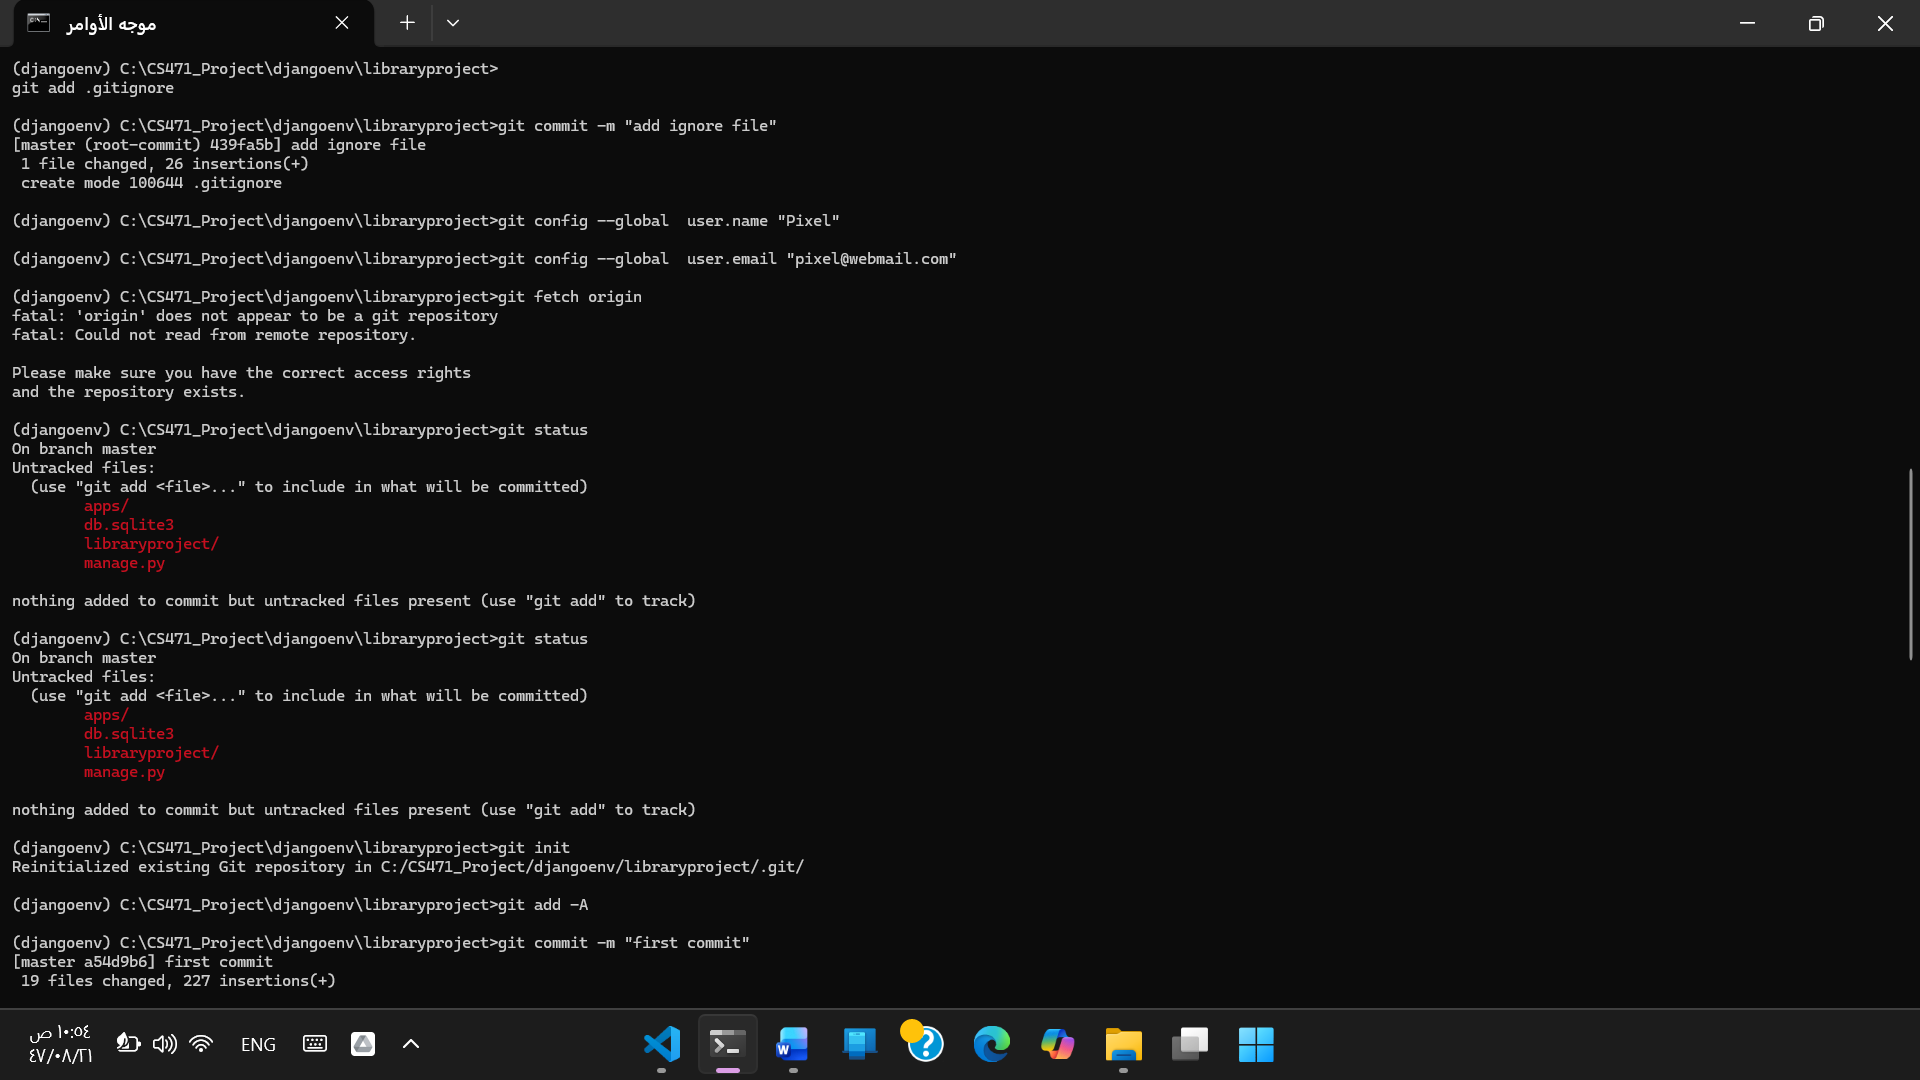 موجه الأوامر
(djangoenv) C:\CS471_Project\djangoenv\libraryproject>
git add .gitignore
(djangoenv) C:\CS471_Project\djangoenv\libraryproject>git commit -m "add ignore file"
[master (root-commit) 439fa5b] add ignore file
 1 file changed, 26 insertions(+)
 create mode 100644 .gitignore
(djangoenv) C:\CS471_Project\djangoenv\libraryproject>git config --global  user.name "Pixel"
(djangoenv) C:\CS471_Project\djangoenv\libraryproject>git config --global  user.email "pixel@webmail.com"
(djangoenv) C:\CS471_Project\djangoenv\libraryproject>git fetch origin
fatal: 'origin' does not appear to be a git repository
fatal: Could not read from remote repository.
Please make sure you have the correct access rights
and the repository exists.
(djangoenv) C:\CS471_Project\djangoenv\libraryproject>git status
On branch master
Untracked files:
  (use "git add <file>..." to include in what will be committed)
        apps/
        db.sqlite3
        libraryproject/
        manage.py
nothing added to commit but untracked files present (use "git add" to track)
(djangoenv) C:\CS471_Project\djangoenv\libraryproject>git status
On branch master
Untracked files:
  (use "git add <file>..." to include in what will be committed)
        apps/
        db.sqlite3
        libraryproject/
        manage.py
nothing added to commit but untracked files present (use "git add" to track)
(djangoenv) C:\CS471_Project\djangoenv\libraryproject>git init
Reinitialized existing Git repository in C:/CS471_Project/djangoenv/libraryproject/.git/
(djangoenv) C:\CS471_Project\djangoenv\libraryproject>git add -A
(djangoenv) C:\CS471_Project\djangoenv\libraryproject>git commit -m "first commit"
[master a54d9b6] first commit
 19 files changed, 227 insertions(+)
١٠:٥٤ ص
٤٧/٠٨/٢١
ENG